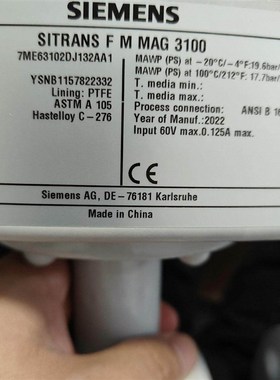 SIEMENS
SITRANS F M MAG 3100
7ME63102DJ132AA1
YSNB1157822332
Lining: PTFE
ASTM A 105
Hastelloy C-276
MAWP (PS) at -20°C/-4°F:19.6bar/
MAWP (PS) at 100°C/212°F: 17.7bar/
T. media min.:
T. media max.:
Process connection: ANSI B 16
Year of Manuf.:2022
Input 60V max.0.125A max.
Siemens AG, DE-76181 Karlsruhe
Made in China
CE